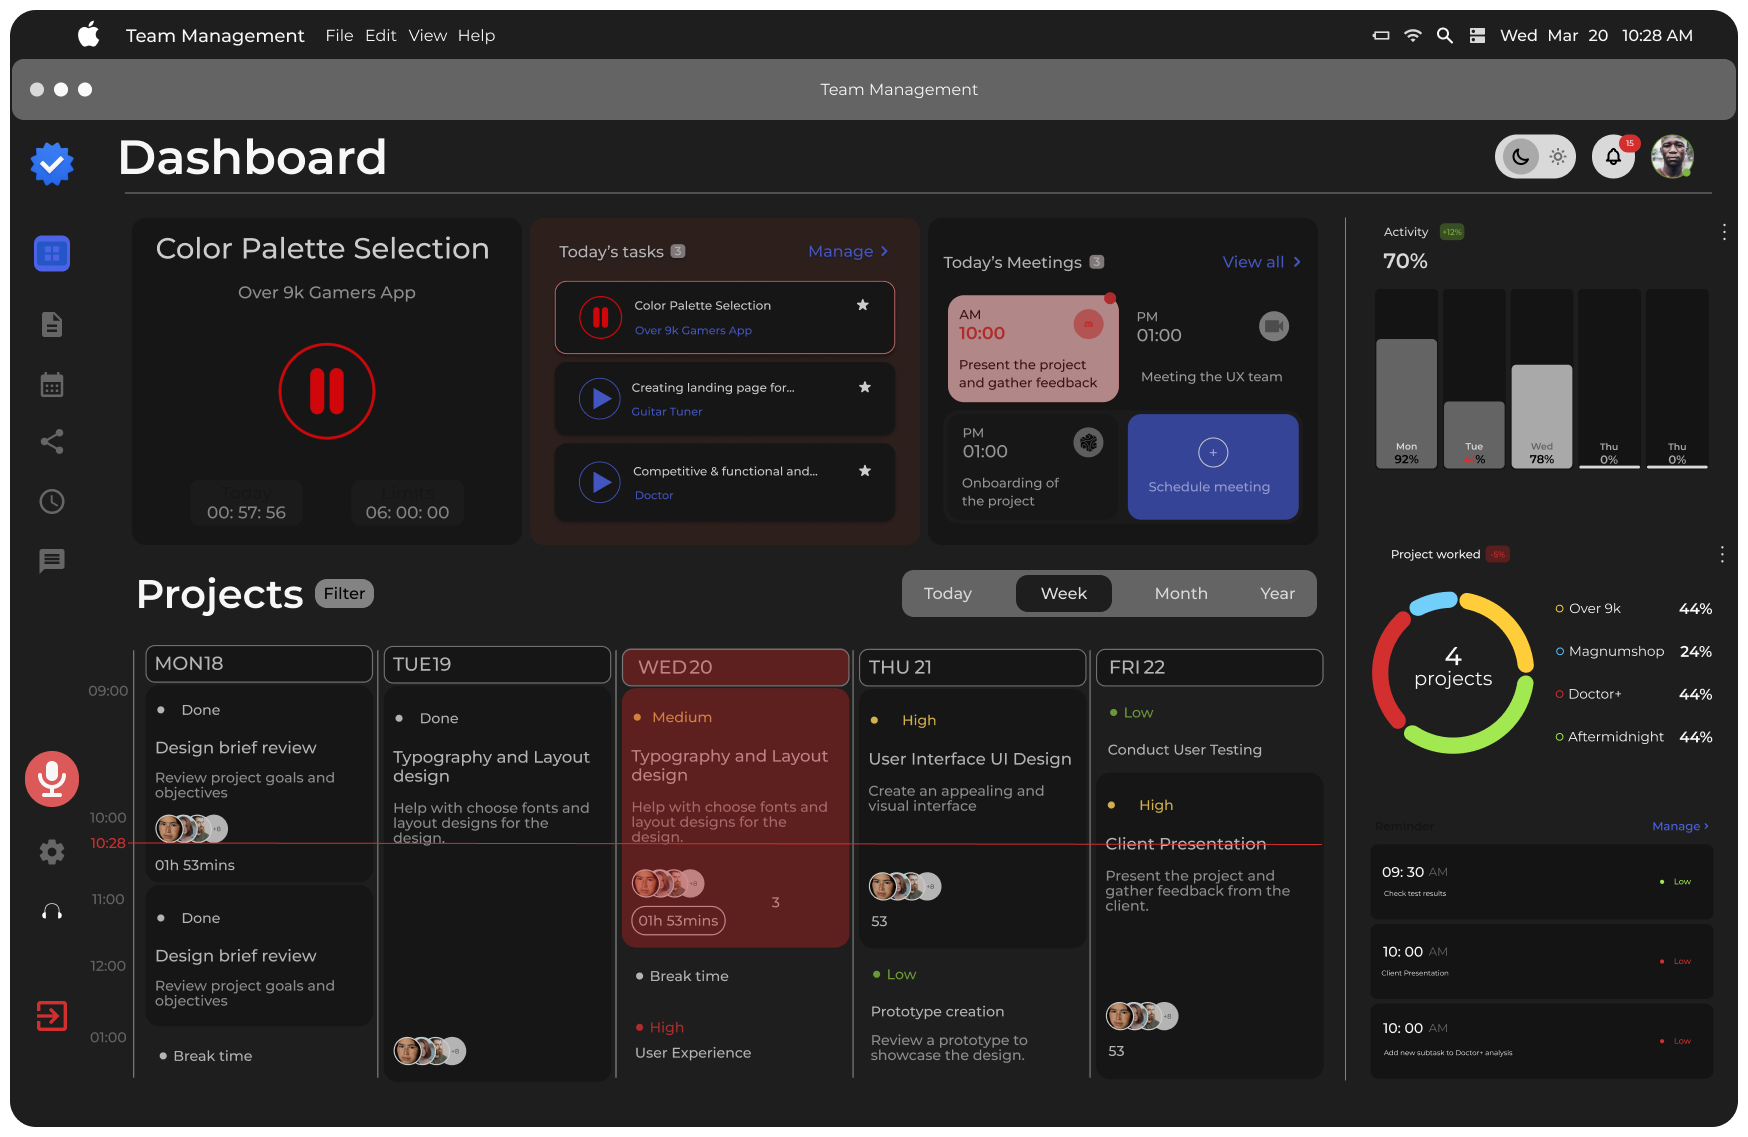 Team Management File Edit View Help
Wed Mar 20 10:28 AM
Team Management
Dashboard
15
Color Palette Selection
Over 9k Gamers App
Today
00: 57: 56
Limits
06: 00: 00
Today's tasks 3
Manage >
Color Palette Selection
Over 9k Gamers App
Creating landing page for...
Guitar Tuner
Competitive & functional and...
Doctor
Today's Meetings 3
View all >
AM
10:00
Present the project
and gather feedback
PM
01:00
Meeting the UX team
PM
01:00
Onboarding of
the project
+
Schedule meeting
Activity +12%
70%
Mon
92%
Tue
%
Wed
78%
Thu
0%
Thu
0%
Project worked -5%
4
projects
Over 9k 44%
Magnumshop 24%
Doctor+ 44%
Aftermidnight 44%
Reminder
Manage >
09: 30 AM
Check test results
Low
10: 00 AM
Client Presentation
Low
10: 00 AM
Add new subtask to Doctor+ analysis
Low
Projects Filter
Today Week Month Year
09:00
10:00
10:28
11:00
12:00
01:00
MON18
Done
Design brief review
Review project goals and
objectives
+8
01h 53mins
Done
Design brief review
Review project goals and
objectives
Break time
TUE19
Done
Typography and Layout
design
Help with choose fonts and
layout designs for the
design.
+8
WED20
Medium
Typography and Layout
design
Help with choose fonts and
layout designs for the
design.
+8
3
01h 53mins
Break time
High
User Experience
THU 21
High
User Interface UI Design
Create an appealing and
visual interface
+8
53
Low
Prototype creation
Review a prototype to
showcase the design.
FRI 22
Low
Conduct User Testing
High
Client Presentation
Present the project and
gather feedback from the
client.
+8
53